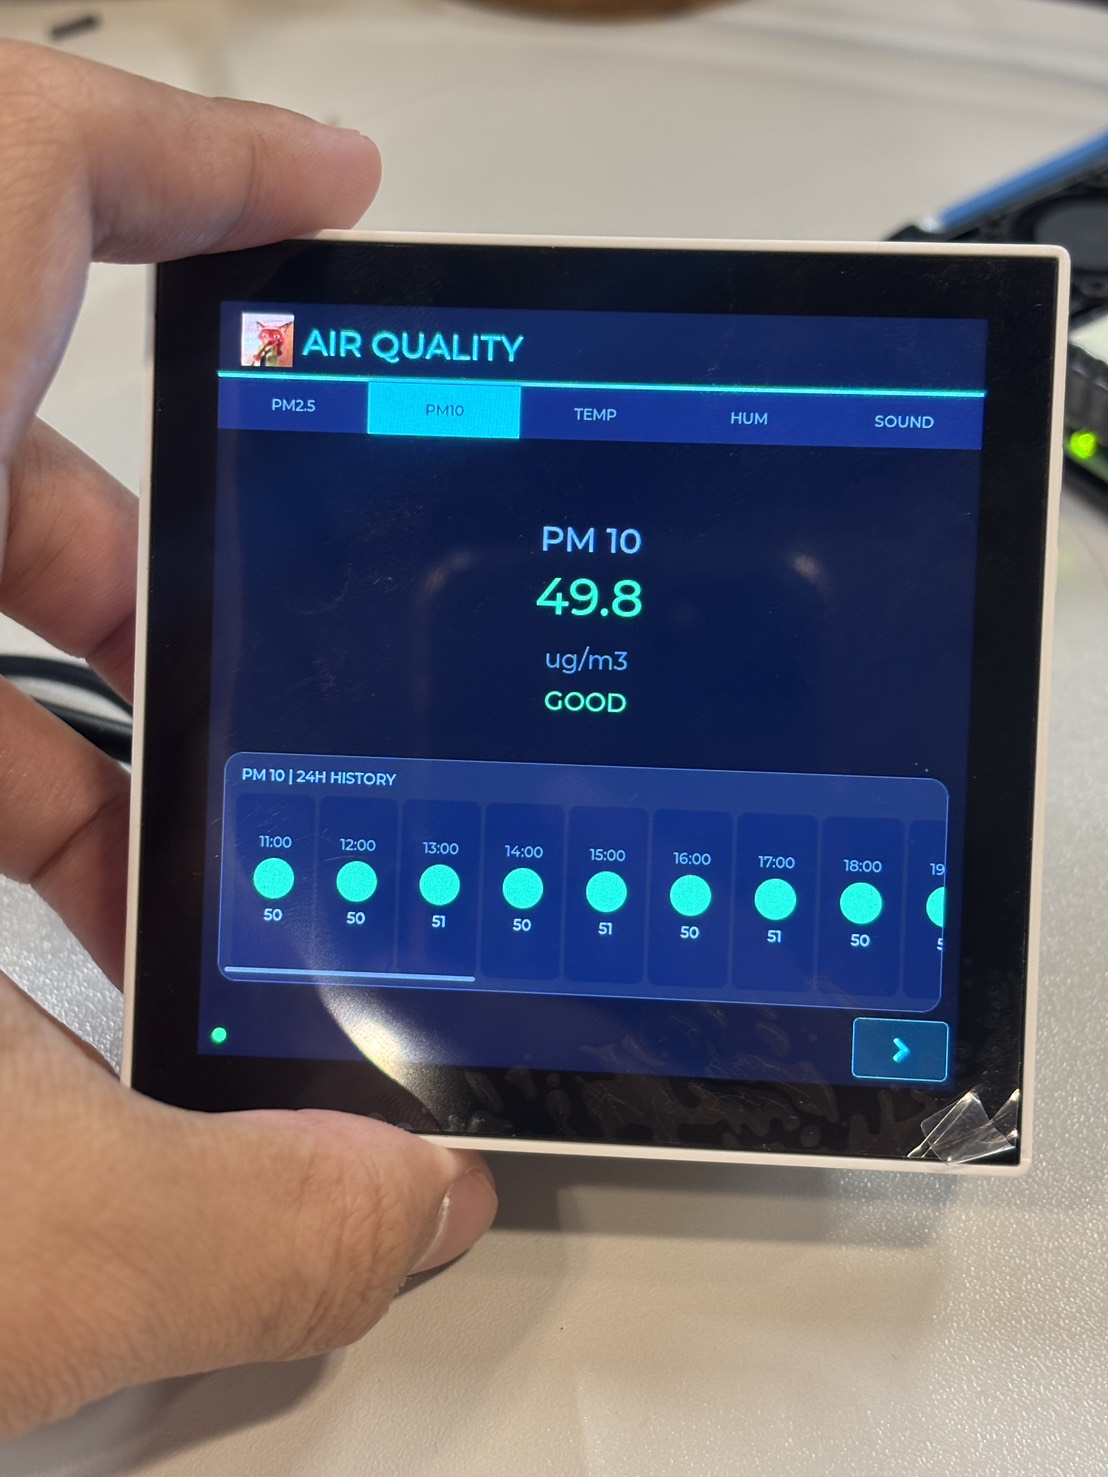 AIR QUALITY
PM2.5 PM10 TEMP HUM SOUND
PM 10
49.8
ug/m3
GOOD
PM 10 | 24H HISTORY
11:00 12:00 13:00 14:00 15:00 16:00 17:00 18:00 19
50 50 51 50 51 50 51 50